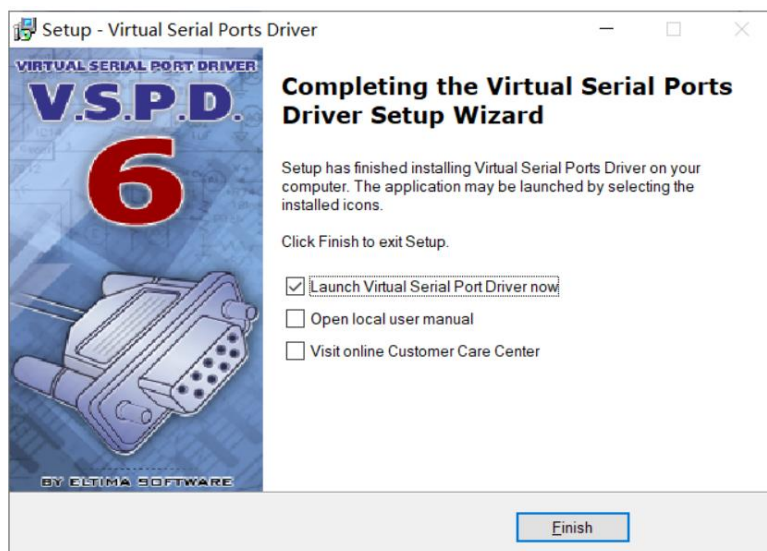 Setup - Virtual Serial Ports Driver
VIRTUAL SERIAL PORT DRIVER
V.S.P.D.
6
BY ELTIMA SOFTWARE
Completing the Virtual Serial Ports
Driver Setup Wizard
Setup has finished installing Virtual Serial Ports Driver on your
computer. The application may be launched by selecting the
installed icons.
Click Finish to exit Setup.
Launch Virtual Serial Port Driver now
Open local user manual
Visit online Customer Care Center
Finish